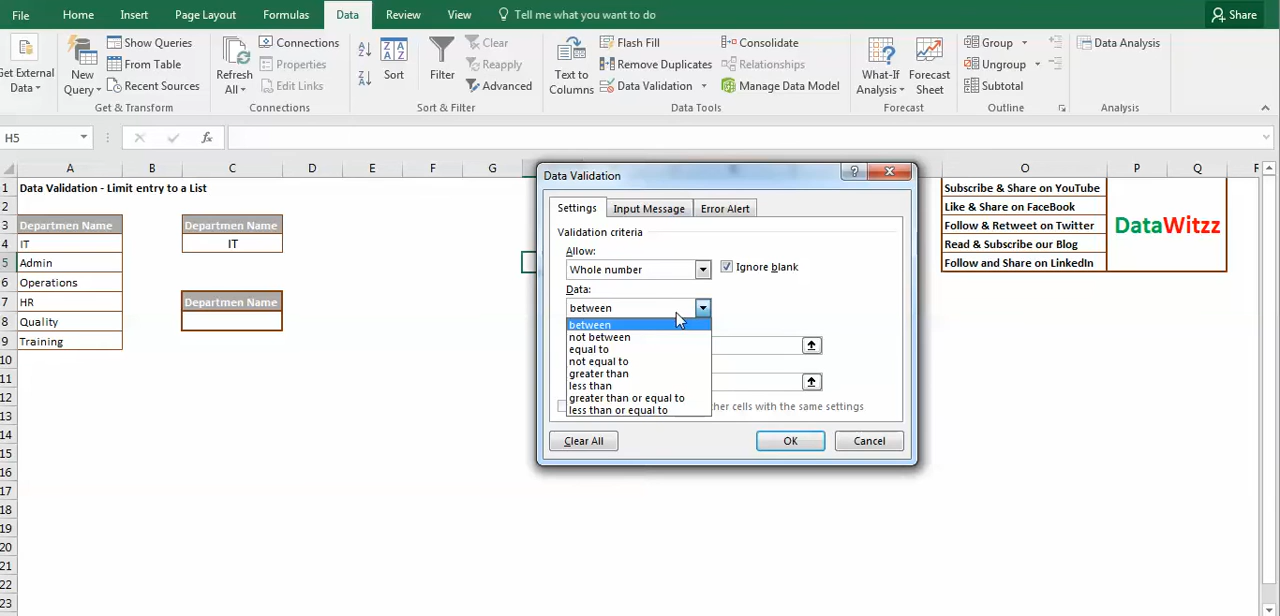 File Home Insert Page Layout Formulas Data Review View Tell me what you want to do Share
Show Queries Connections Clear Flash Fill Consolidate Group Data Analysis
From Table Properties Reapply Remove Duplicates Relationships Ungroup
Recent Sources Edit Links Advanced Data Validation Manage Data Model Subtotal
Get External Data New Query Refresh All Sort Filter Text to Columns What-If Analysis Forecast Sheet
Get & Transform Connections Sort & Filter Data Tools Forecast Outline Analysis
H5 fx
A B C D E F G O P Q
1 Data Validation - Limit entry to a List Subscribe & Share on YouTube
2 Like & Share on FaceBook
3 Departmen Name Departmen Name Follow & Retweet on Twitter DataWitzz
4 IT IT Read & Subscribe our Blog
5 Admin Follow and Share on LinkedIn
6 Operations
7 HR Departmen Name
8 Quality
9 Training
10
11
12
13
14
15
16
17
18
19
20
21
22
23
Data Validation ?
Settings Input Message Error Alert
Validation criteria
Allow:
Whole number Ignore blank
Data:
between
between
not between
equal to
not equal to
greater than
less than
greater than or equal to
less than or equal to
her cells with the same settings
Clear All OK Cancel